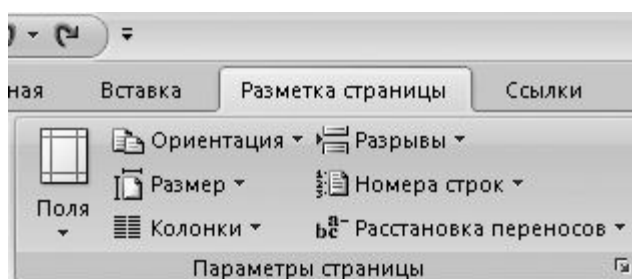 ная Вставка Разметка страницы Ссылки
Ориентация Разрывы
Размер Номера строк
Поля
Колонки Расстановка переносов
Параметры страницы